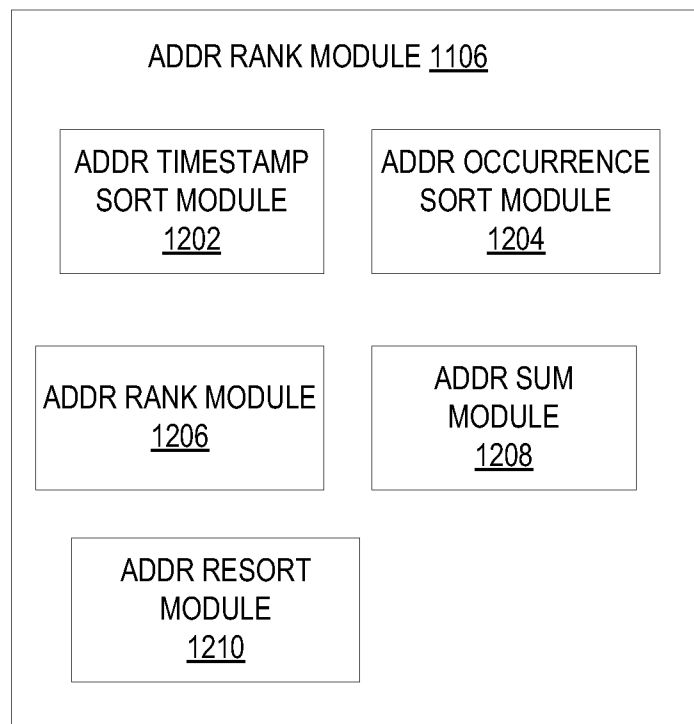 ADDR RANK MODULE 1106
ADDR TIMESTAMP
SORT MODULE
1202
ADDR OCCURRENCE
SORT MODULE
1204
ADDR RANK MODULE
1206
ADDR SUM
MODULE
1208
ADDR RESORT
MODULE
1210